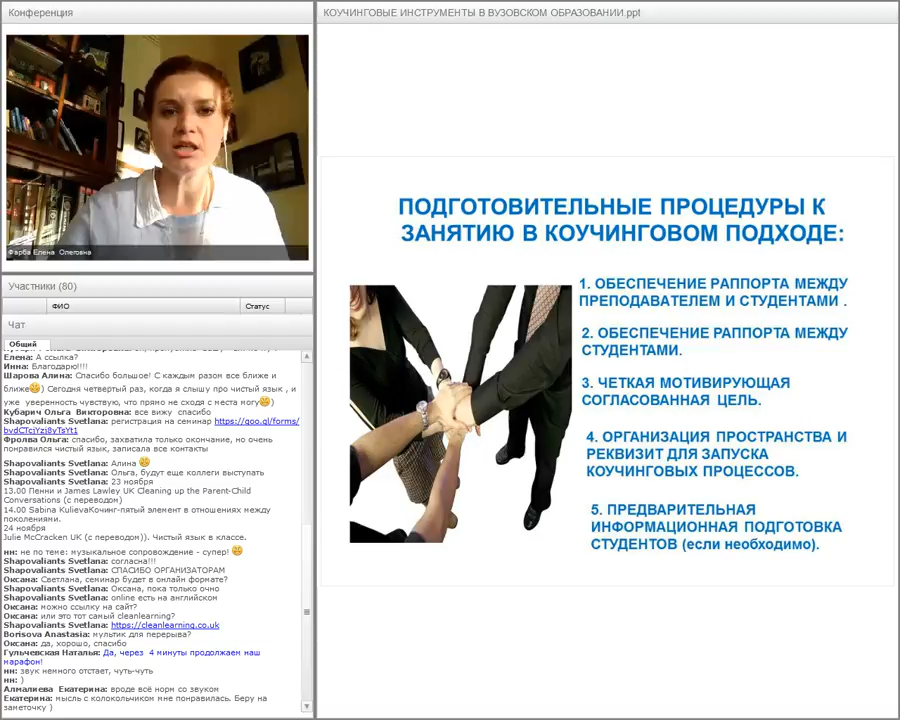 Конференция
Фарба Елена Олеговна
Участники (80)
ФИО
Статус
Чат
Общий
Елена: А ссылка?
Инна: Благодарю!!!!
Шарова Алина: Спасибо большое! С каждым разом все ближе и
ближе) Сегодня четвертый раз, когда я слышу про чистый язык , и
уже уверенность чувствую, что прямо не сходя с места могу)
Кубарич Ольга Викторовна: все вижу спасибо
Shapovaliants Svetlana: регистрация на семинар https://goo.gl/forms/
bvdCTcjYzj8yTsYt1
Фролва Ольга: спасибо, захватила только окончание, но очень
понравился чистый язык, записала все контакты
Shapovaliants Svetlana: Алина
Shapovaliants Svetlana: Ольга, будут еще коллеги выступать
Shapovaliants Svetlana: 23 ноября
13.00 Пенни и James Lawley UK Cleaning up the Parent-Child
Conversations (с переводом)
14.00 Sabina KulievaКочинг-пятый элемент в отношениях между
поколениями.
24 ноября
Julie McCracken UK (с переводом)). Чистый язык в классе.
нн: не по теме: музыкальное сопровождение - супер!
Shapovaliants Svetlana: согласна!!!
Shapovaliants Svetlana: СПАСИБО ОРГАНИЗАТОРАМ
Оксана: Светлана, семинар будет в онлайн формате?
Shapovaliants Svetlana: Оксана, пока только очно
Shapovaliants Svetlana: online есть на английском
Оксана: можно ссылку на сайт?
Оксана: или это тот самый cleanlearning?
Shapovaliants Svetlana: https://cleanlearning.co.uk
Borisova Anastasia: мультик для перерыва?
Оксана: да, хорошо, спасибо
Гульчевская Наталья: Да, через 4 минуты продолжаем наш
марафон!
нн: звук немного отстает, чуть-чуть
нн: )
Алмалиева Екатерина: вроде всё норм со звуком
Екатерина: мысль с колокольчиком мне понравилась. Беру на
заметочку )
КОУЧИНГОВЫЕ ИНСТРУМЕНТЫ В ВУЗОВСКОМ ОБРАЗОВАНИИ.ppt
ПОДГОТОВИТЕЛЬНЫЕ ПРОЦЕДУРЫ К
ЗАНЯТИЮ В КОУЧИНГОВОМ ПОДХОДЕ:
1. ОБЕСПЕЧЕНИЕ РАППОРТА МЕЖДУ
ПРЕПОДАВАТЕЛЕМ И СТУДЕНТАМИ .
2. ОБЕСПЕЧЕНИЕ РАППОРТА МЕЖДУ
СТУДЕНТАМИ.
3. ЧЕТКАЯ МОТИВИРУЮЩАЯ
СОГЛАСОВАННАЯ ЦЕЛЬ.
4. ОРГАНИЗАЦИЯ ПРОСТРАНСТВА И
РЕКВИЗИТ ДЛЯ ЗАПУСКА
КОУЧИНГОВЫХ ПРОЦЕССОВ.
5. ПРЕДВАРИТЕЛЬНАЯ
ИНФОРМАЦИОННАЯ ПОДГОТОВКА
СТУДЕНТОВ (если необходимо).